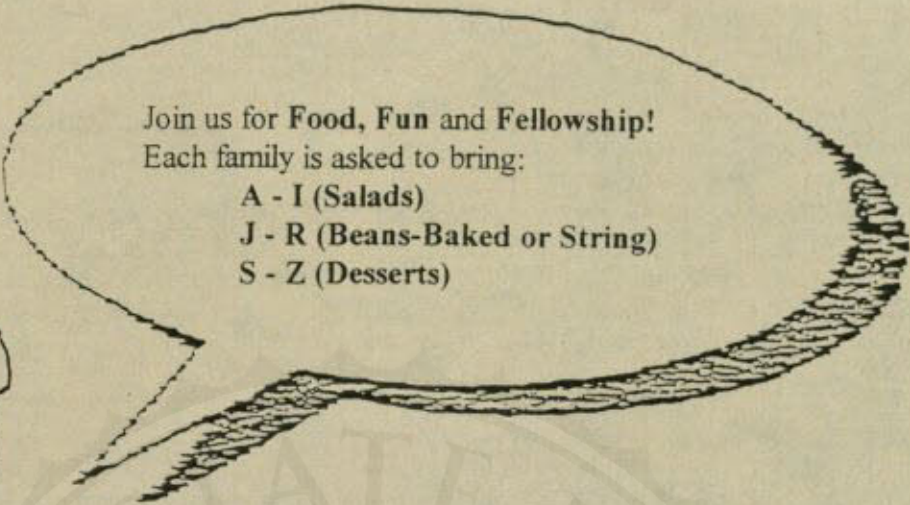 Join us for Food, Fun and Fellowship!
Each family is asked to bring:
A - I (Salads)
J - R (Beans-Baked or String)
S - Z (Desserts)